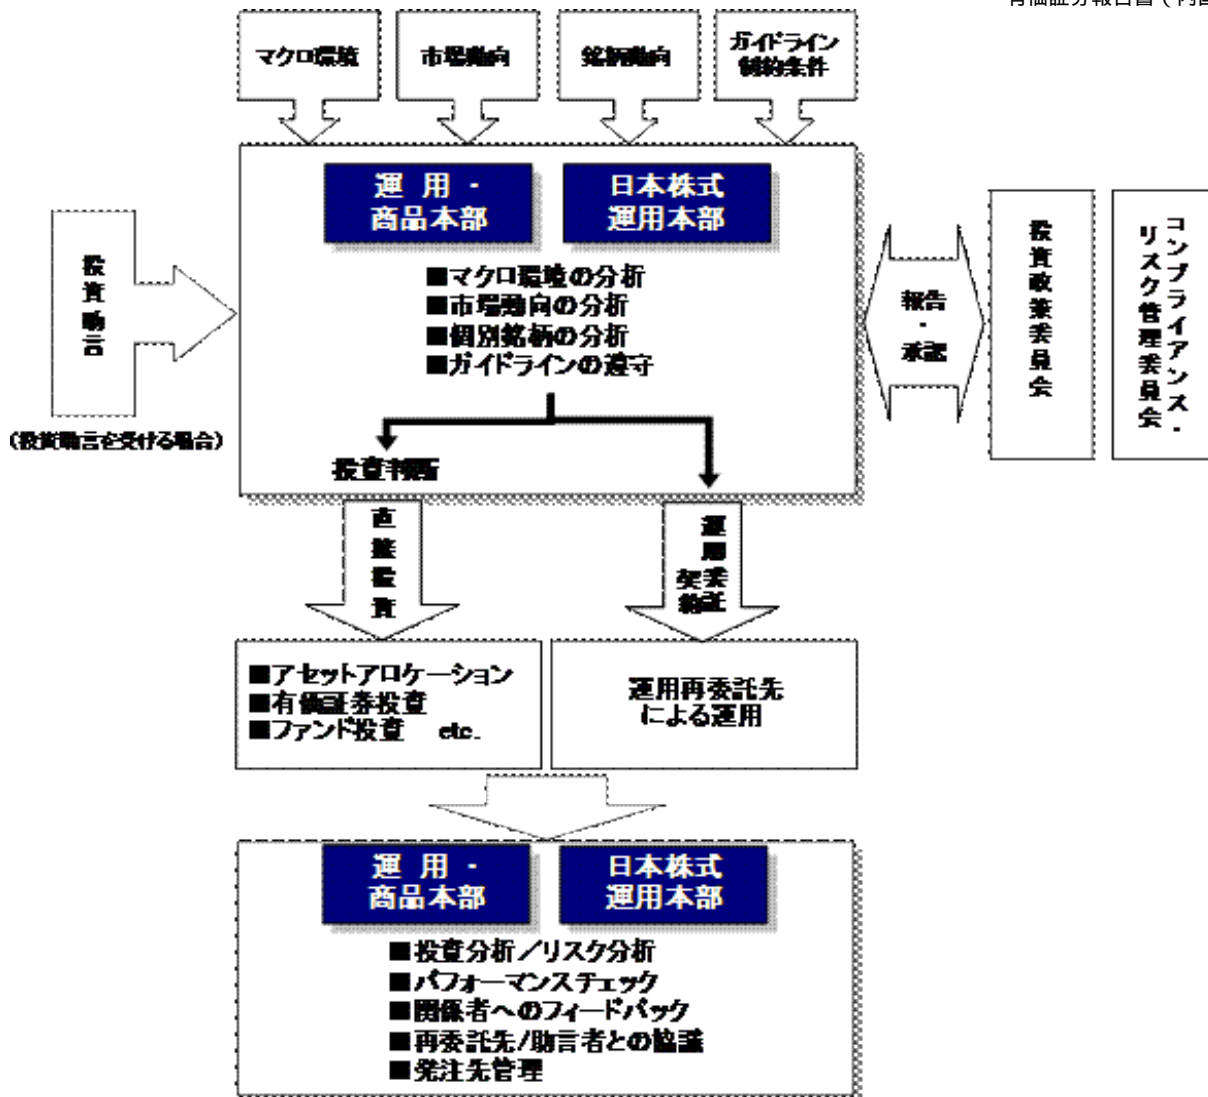 有価証券報告書（内国
マクロ環境
市場動向
銘柄動向
ガイドライン
制約条件
運 用 ・
商品本部
日本株式
運用本部
■マクロ環境の分析
■市場動向の分析
■個別銘柄の分析
■ガイドラインの遵守
投資助言
(投資助言を受ける場合)
報告
・
承認
投資政策委員会
コンプライアンス・
リスク管理委員会
投資判断
直接投資
運用委託
契約
■アセットアロケーション
■有価証券投資
■ファンド投資 etc.
運用再委託先
による運用
運 用 ・
商品本部
日本株式
運用本部
■投資分析／リスク分析
■パフォーマンスチェック
■関係者へのフィードバック
■再委託先/助言者との協議
■発注先管理